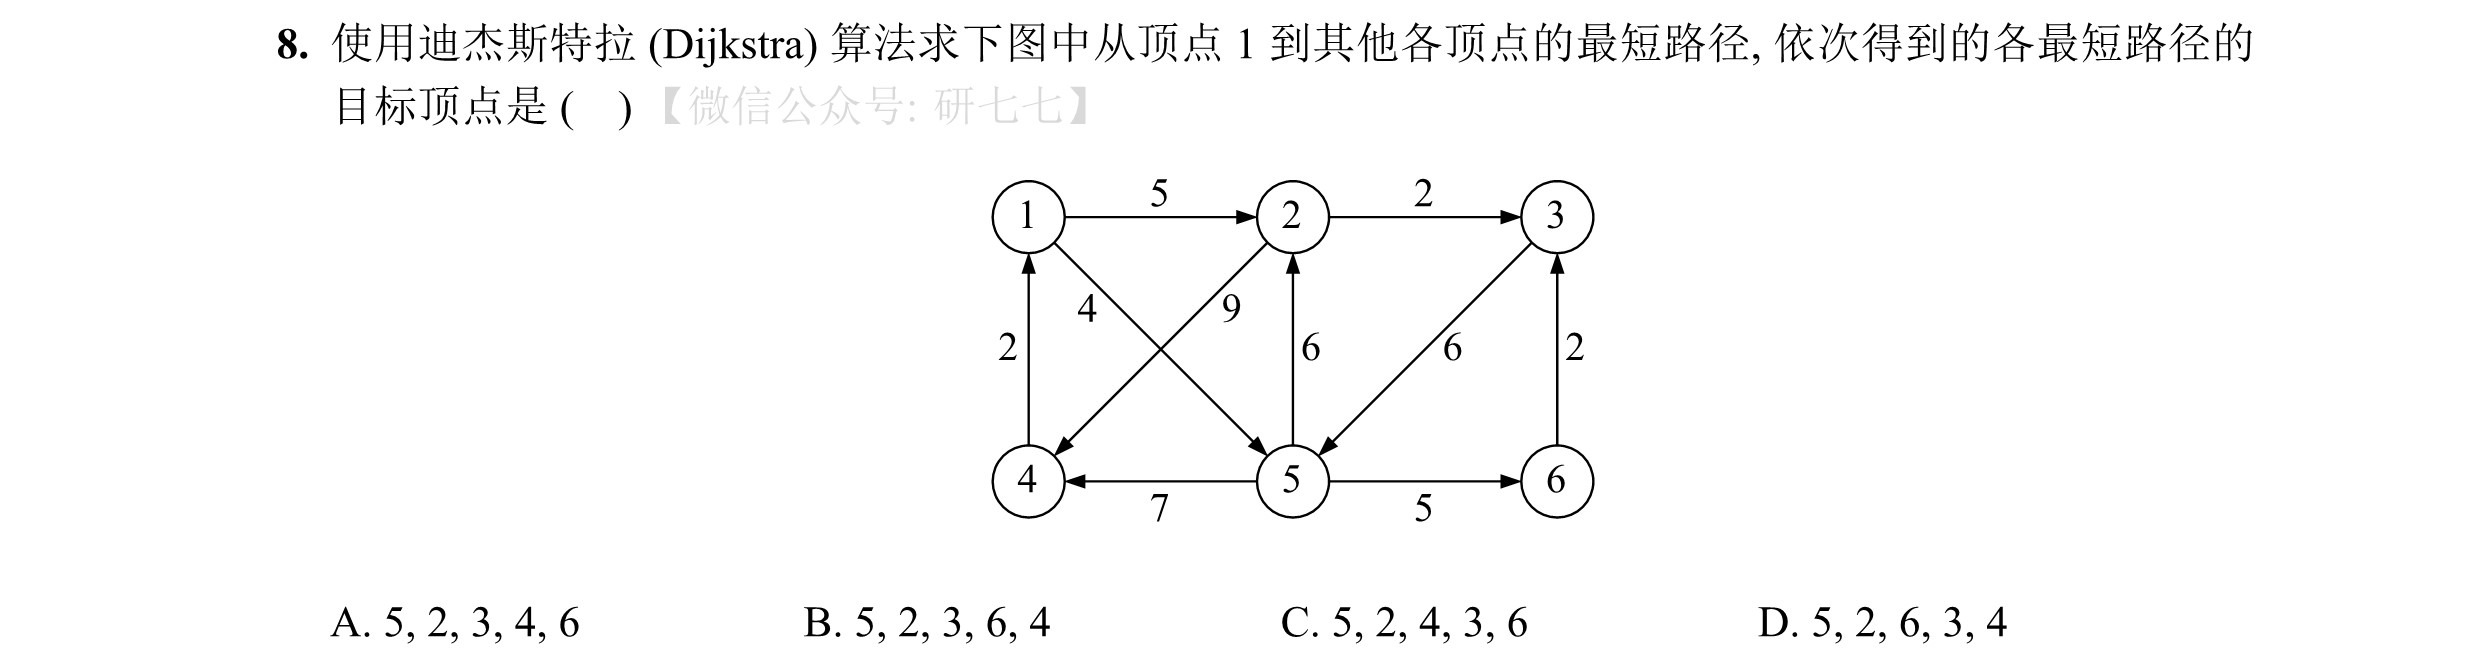 8. 使用迪杰斯特拉 (Dijkstra) 算法求下图中从顶点 1 到其他各顶点的最短路径, 依次得到的各最短路径的
目标顶点是 (    ) 【微信公众号: 研七七】
5 2
1 2 3
4 9
2 6 6 2
4 5 6
7 5
A. 5, 2, 3, 4, 6 B. 5, 2, 3, 6, 4 C. 5, 2, 4, 3, 6 D. 5, 2, 6, 3, 4